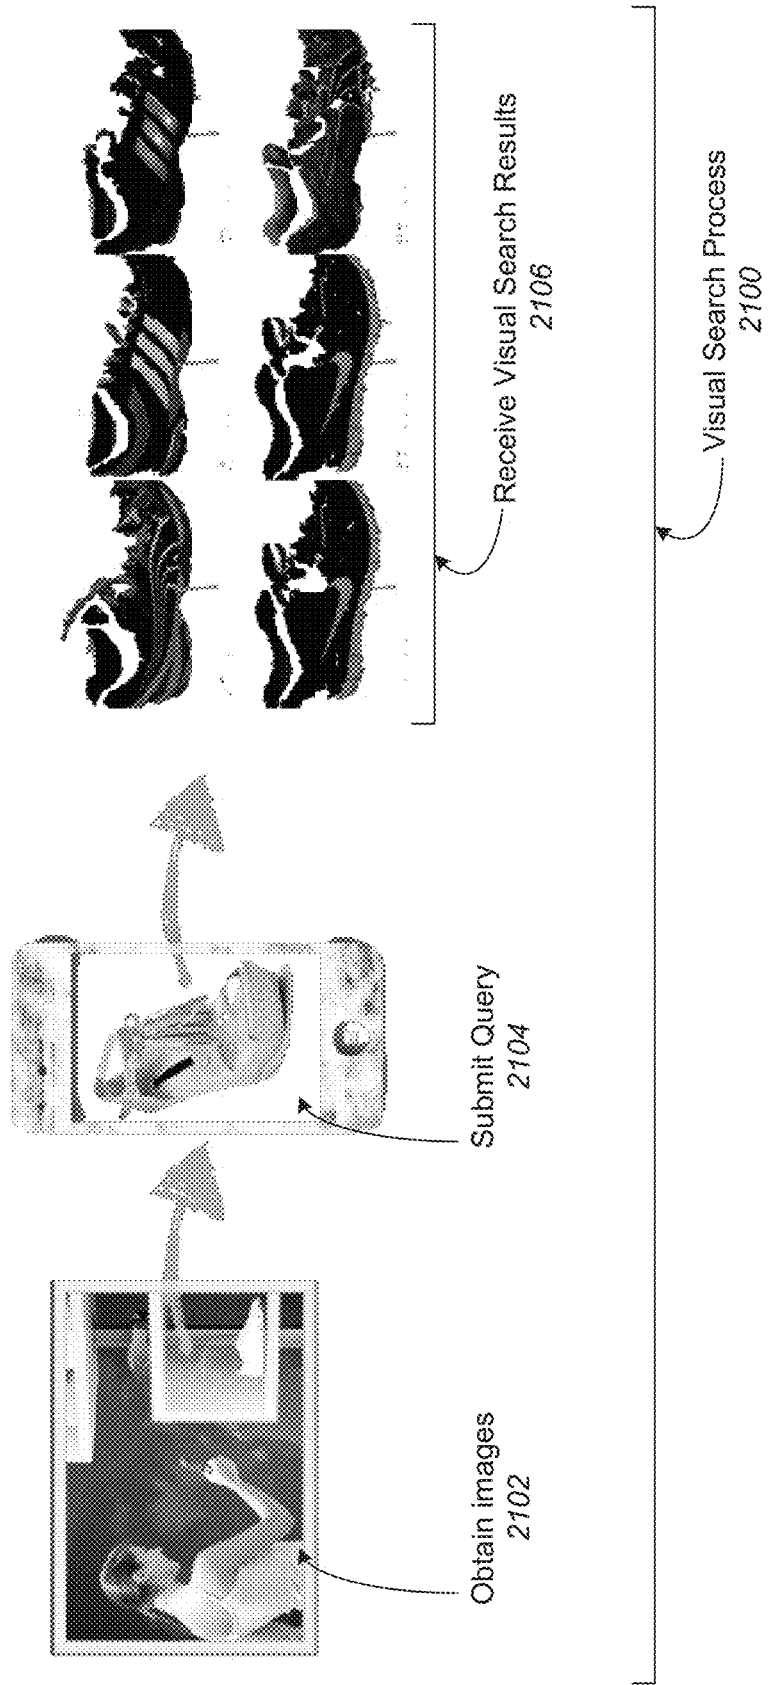 Obtain images
2102
Submit Query
2104
Receive Visual Search Results
2106
Visual Search Process
2100